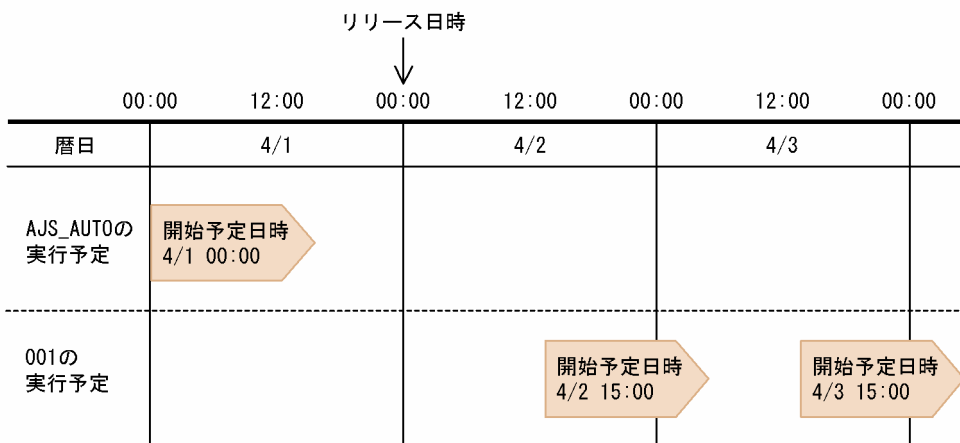 リリース日時
00:00 12:00 00:00 12:00 00:00 12:00 00:00
暦日 4/1 4/2 4/3
AJS_AUTOの
実行予定
開始予定日時
4/1 00:00
001の
実行予定
開始予定日時
4/2 15:00
開始予定日時
4/3 15:00